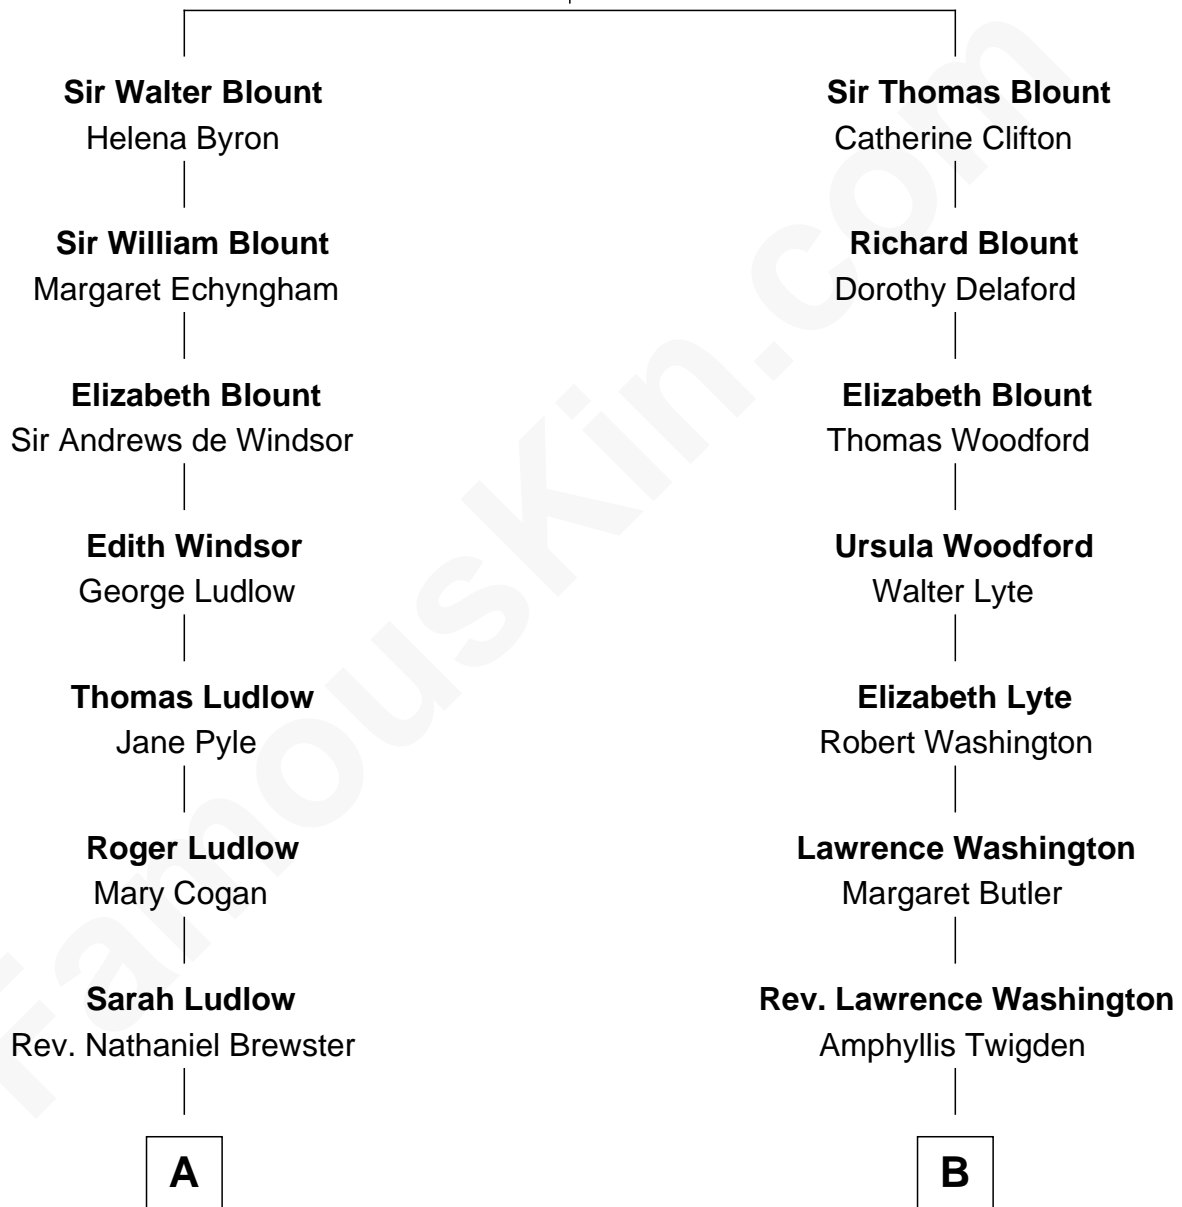 Sir Walter Blount
Helena Byron
Sir William Blount
Margaret Echyngham
Elizabeth Blount
Sir Andrews de Windsor
Edith Windsor
George Ludlow
Thomas Ludlow
Jane Pyle
Roger Ludlow
Mary Cogan
Sarah Ludlow
Rev. Nathaniel Brewster
A
Sir Thomas Blount
Catherine Clifton
Richard Blount
Dorothy Delaford
Elizabeth Blount
Thomas Woodford
Ursula Woodford
Walter Lyte
Elizabeth Lyte
Robert Washington
Lawrence Washington
Margaret Butler
Rev. Lawrence Washington
Amphyllis Twigden
B
FamousKin.com